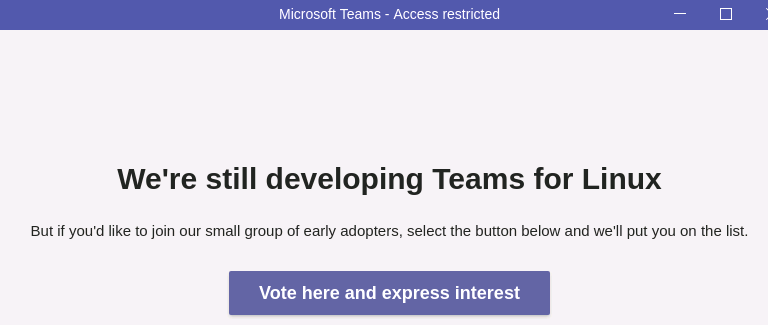 Microsoft Teams - Access restricted
We're still developing Teams for Linux
But if you'd like to join our small group of early adopters, select the button below and we'll put you on the list.
Vote here and express interest